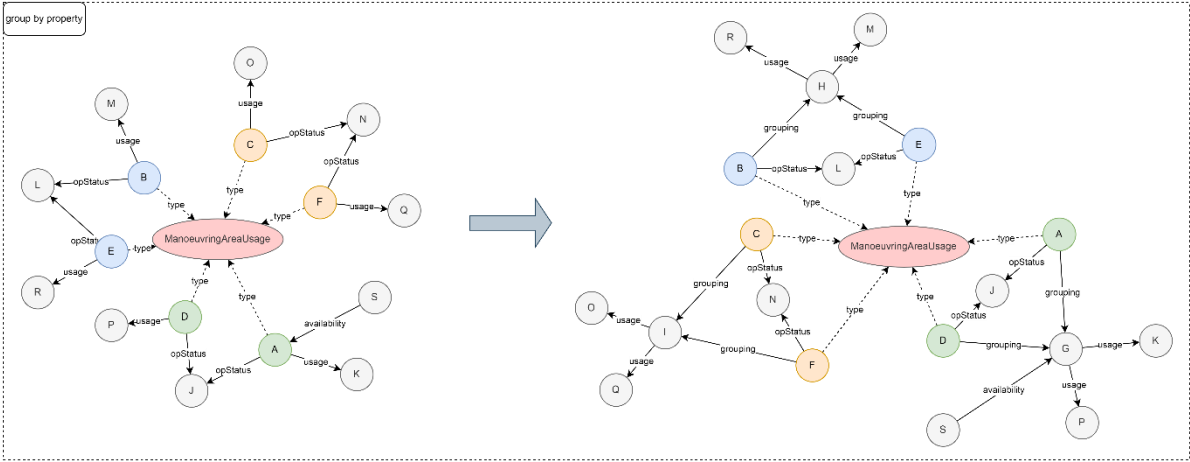 group by property
O
usage
M
usage
C
opStatus
N
opStatus
L
opStatus
B
type
type
F
type
usage
Q
ManoeuvringAreaUsage
opStatus
E
type
usage
R
type
type
S
availability
P
usage
D
opStatus
A
opStatus
usage
K
J
R
M
usage
usage
H
grouping
grouping
E
B
opStatus
L
opStatus
type
type
C
type
ManoeuvringAreaUsage
type
A
opStatus
opStatus
grouping
J
grouping
N
type
type
O
usage
I
opStatus
opStatus
D
grouping
G
usage
K
usage
grouping
F
Q
availability
usage
S
P